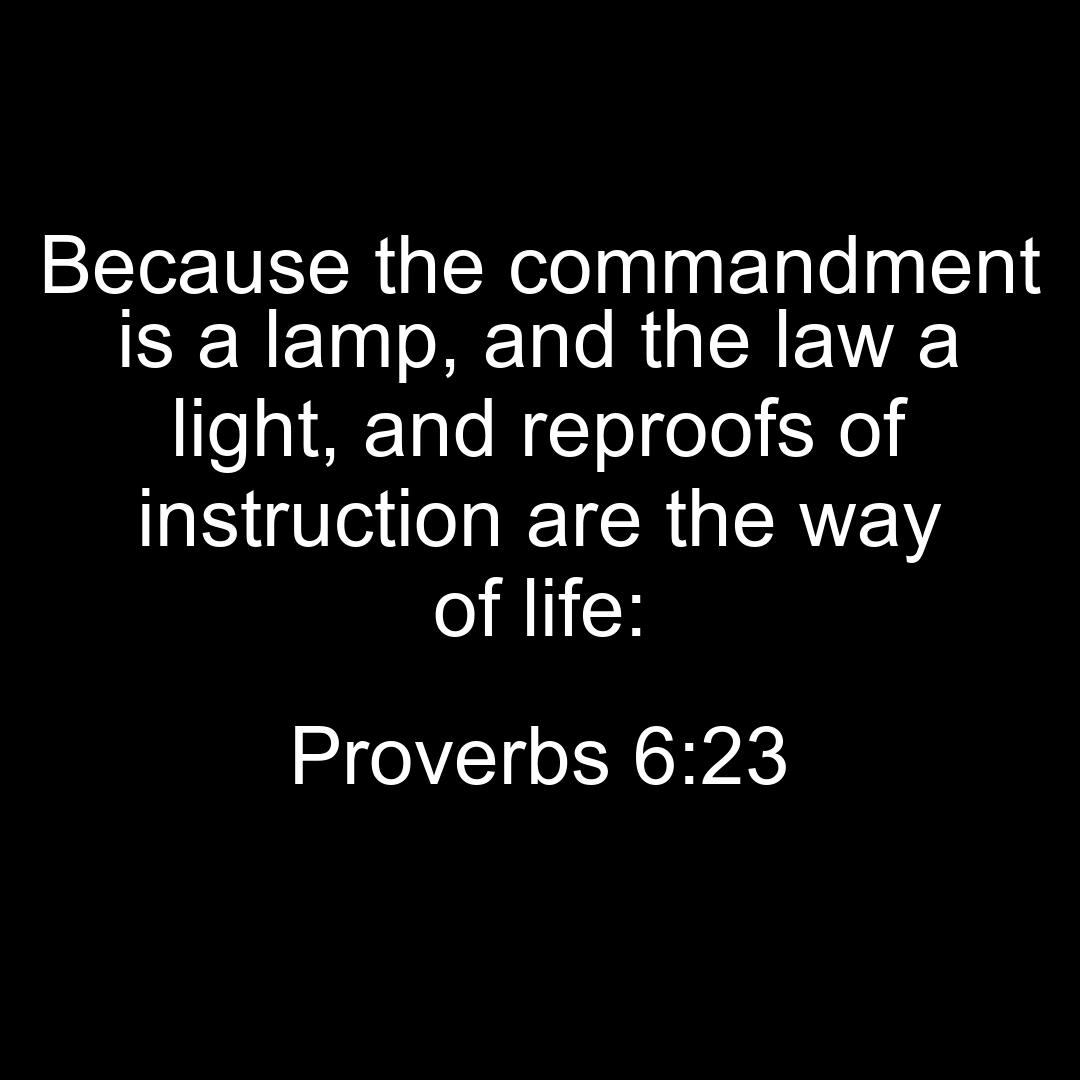 Because the commandment
is a lamp, and the law a
light, and reproofs of
instruction are the way
of life:
Proverbs 6:23